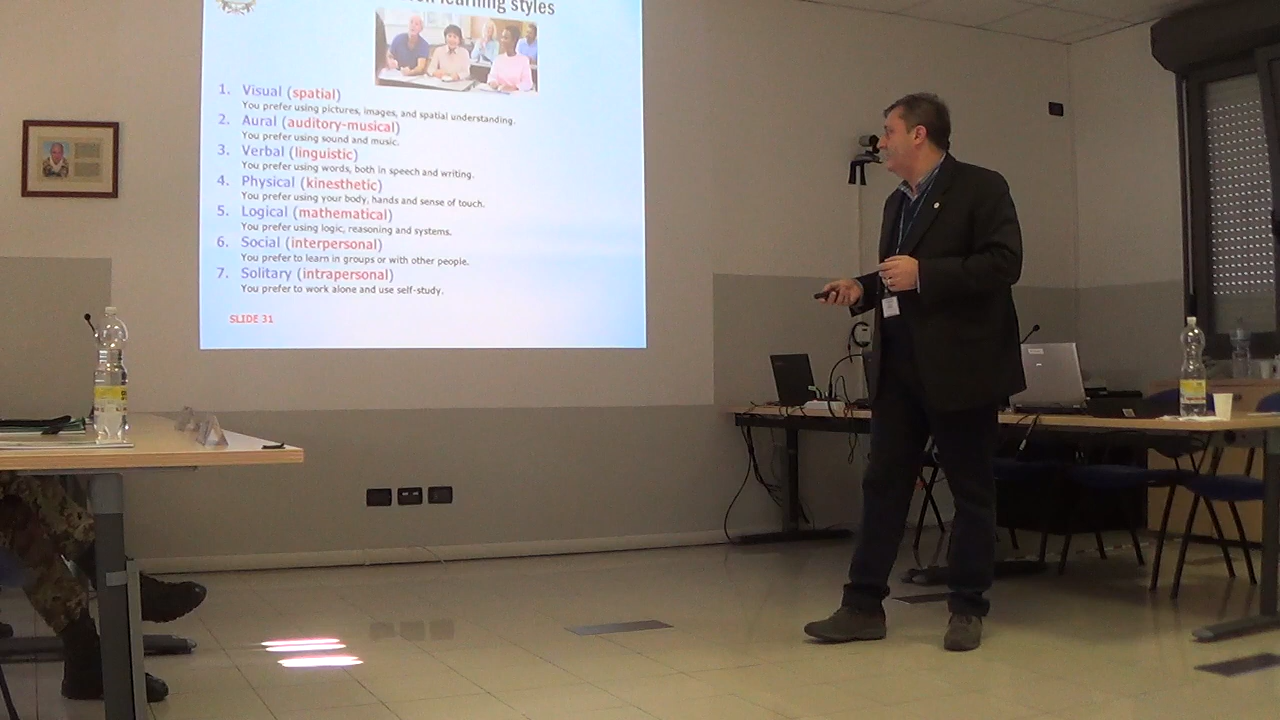 learning styles
1. Visual (spatial)
You prefer using pictures, images, and spatial understanding.
2. Aural (auditory-musical)
You prefer using sound and music.
3. Verbal (linguistic)
You prefer using words, both in speech and writing.
4. Physical (kinesthetic)
You prefer using your body, hands and sense of touch.
5. Logical (mathematical)
You prefer using logic, reasoning and systems.
6. Social (interpersonal)
You prefer to learn in groups or with other people.
7. Solitary (intrapersonal)
You prefer to work alone and use self-study.
SLIDE 31